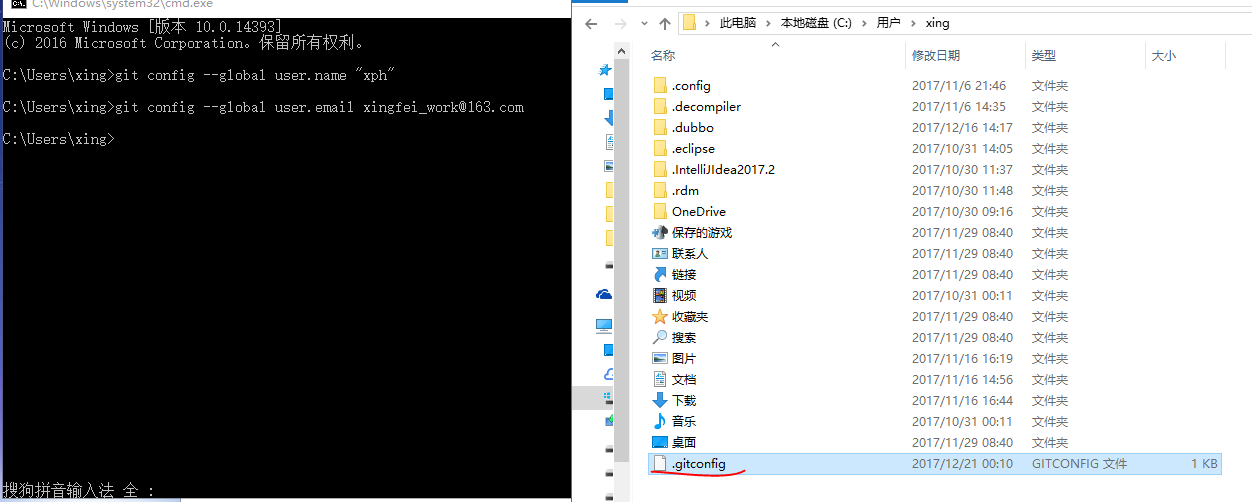 C:\Windows\system32\cmd.exe
Microsoft Windows [版本 10.0.14393]
(c) 2016 Microsoft Corporation。保留所有权利。
C:\Users\xing>git config --global user.name "xph"
C:\Users\xing>git config --global user.email xingfei_work@163.com
C:\Users\xing>
搜狗拼音输入法 全 :
此电脑 > 本地磁盘 (C:) > 用户 > xing
名称 修改日期 类型 大小
.config 2017/11/6 21:46 文件夹
.decompiler 2017/11/6 14:35 文件夹
.dubbo 2017/12/16 14:17 文件夹
.eclipse 2017/10/31 14:05 文件夹
.IntelliJIdea2017.2 2017/10/30 11:37 文件夹
.rdm 2017/10/30 11:48 文件夹
OneDrive 2017/10/30 09:16 文件夹
保存的游戏 2017/11/29 08:40 文件夹
联系人 2017/11/29 08:40 文件夹
链接 2017/11/29 08:40 文件夹
视频 2017/10/31 00:11 文件夹
收藏夹 2017/11/29 08:40 文件夹
搜索 2017/11/29 08:40 文件夹
图片 2017/11/16 16:19 文件夹
文档 2017/11/16 14:56 文件夹
下载 2017/11/16 16:44 文件夹
音乐 2017/10/31 00:11 文件夹
桌面 2017/11/29 08:40 文件夹
.gitconfig 2017/12/21 00:10 GITCONFIG 文件 1 KB